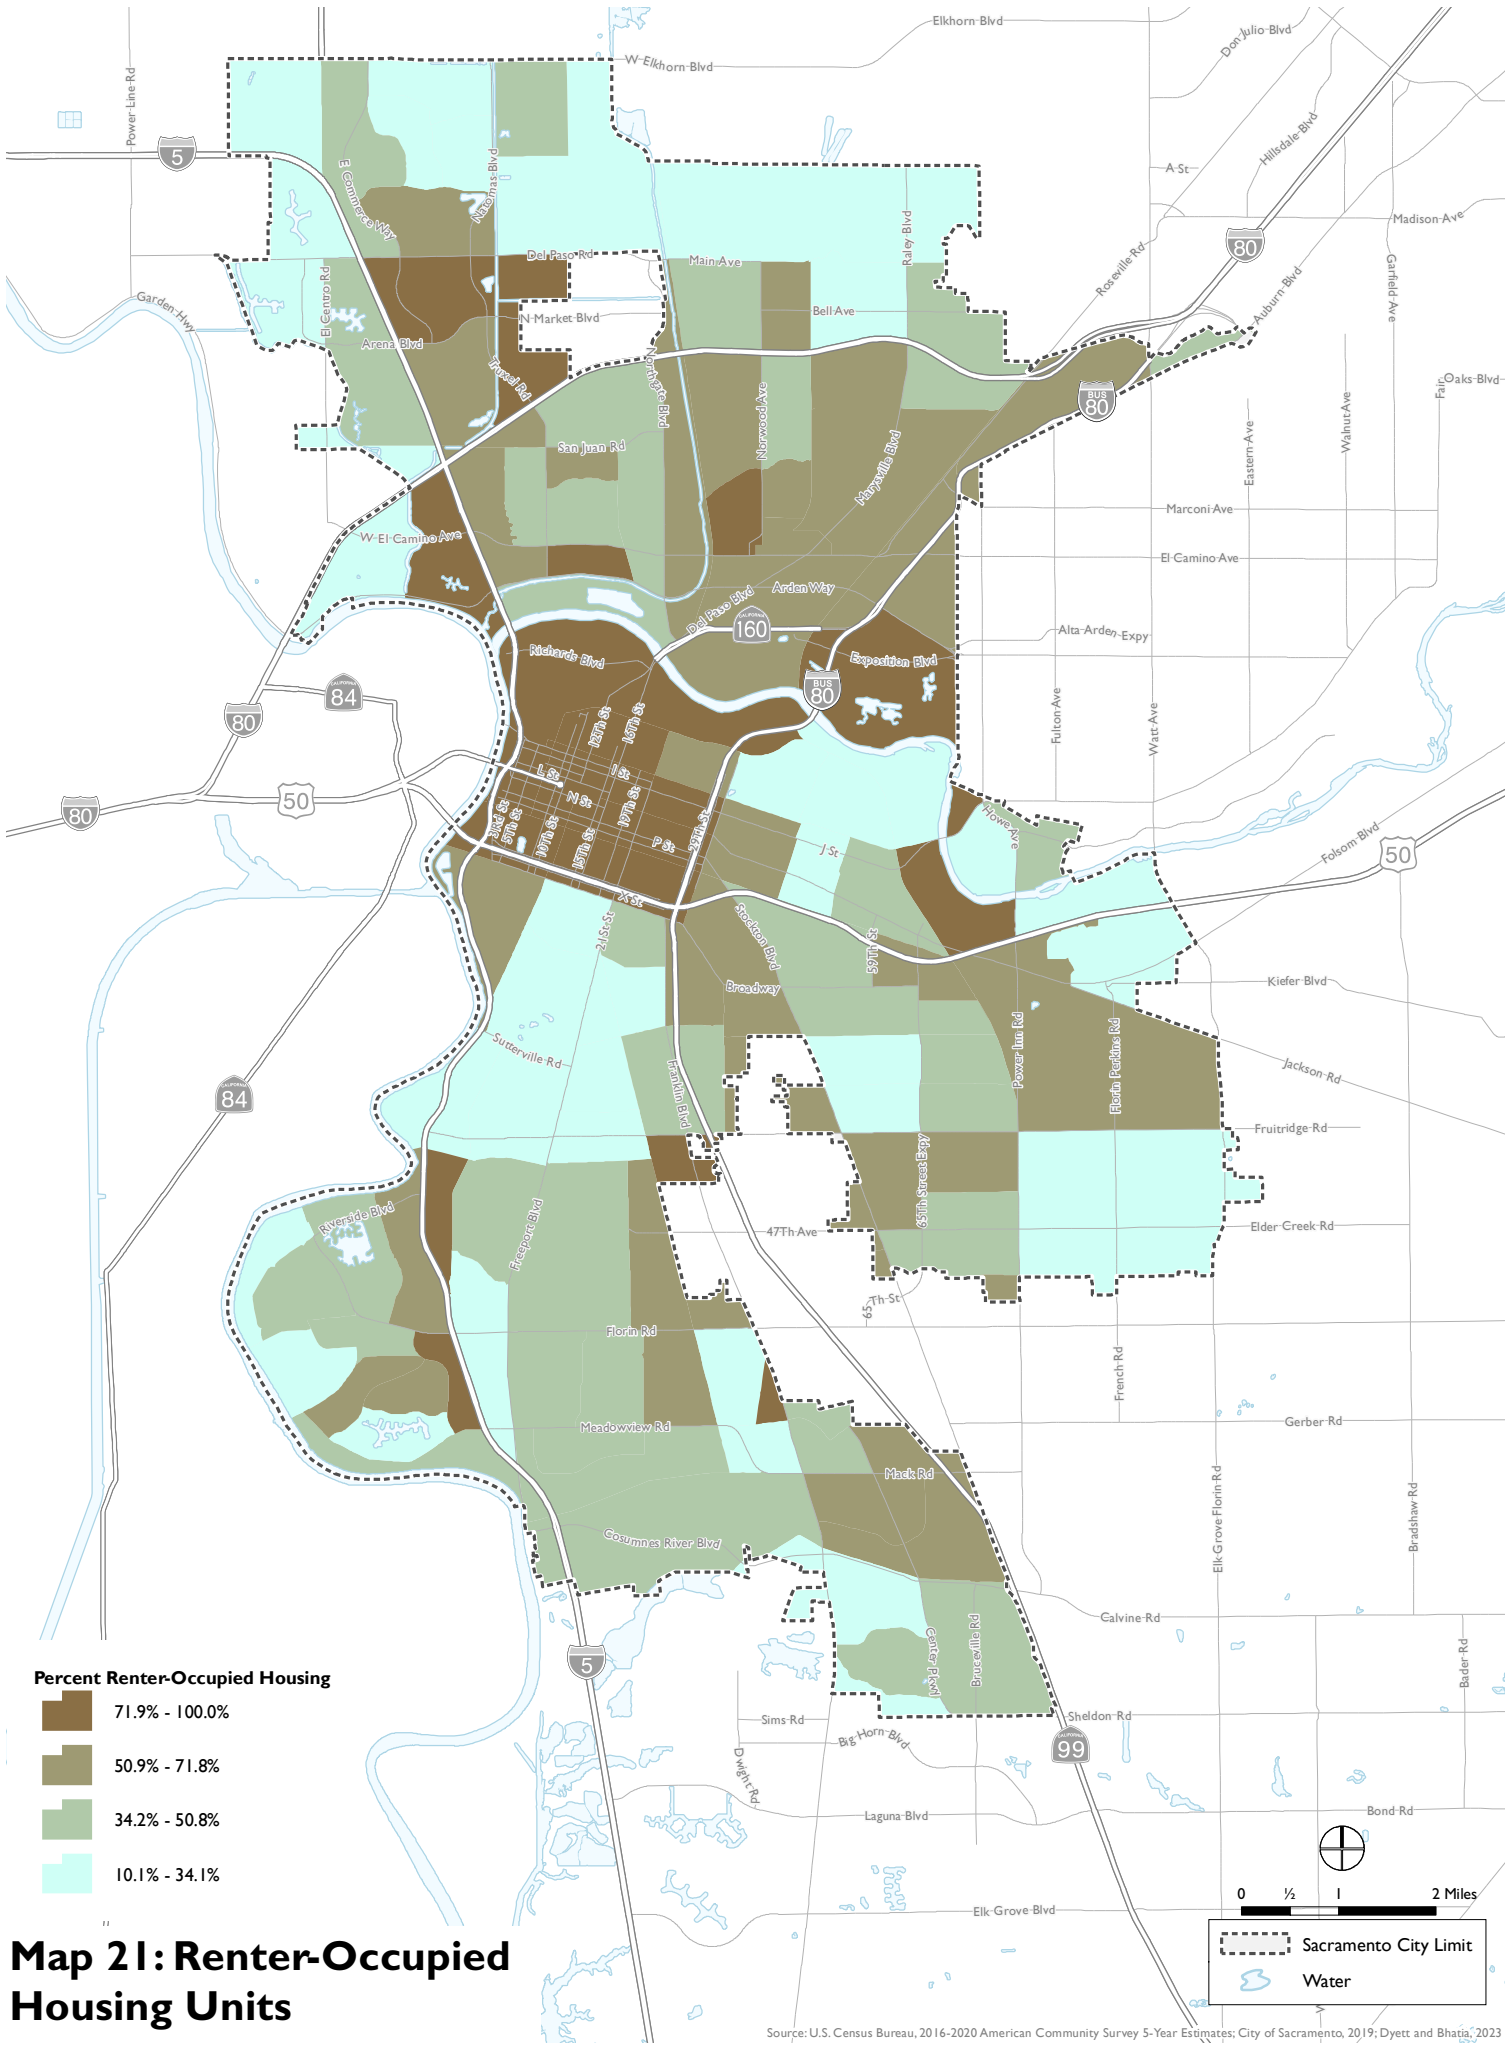 Elkhorn Blvd
Don Julio Blvd
W Elkhorn Blvd
Power Line Rd
5
Hillsdale Blvd
A St
E Commerce Way
Natomas Blvd
Raley Blvd
Madison Ave
80
Roseville Rd
Del Paso Rd
Main Ave
Garfield Ave
Auburn Blvd
El Centro Rd
Garden Hwy
N Market Blvd
Bell Ave
Arena Blvd
Truxel Rd
Northgate Blvd
Norwood Ave
BUS
80
Fair Oaks Blvd
Walnut Ave
Eastern Ave
San Juan Rd
Marysville Blvd
Marconi Ave
W El Camino Ave
El Camino Ave
Arden Way
Del Paso Blvd
CALIFORNIA
160
Alta Arden Expy
Richards Blvd
Exposition Blvd
CALIFORNIA
84
BUS
80
80
Fulton Ave
Watt Ave
12Th St
16Th St
L St
I St
50
80
N St
3Rd St
5Th St
10Th St
15Th St
19Th St
P St
29Th St
J St
Howe Ave
Folsom Blvd
50
X St
21St St
Stockton Blvd
59Th St
Broadway
Kiefer Blvd
Sutterville Rd
Power Inn Rd
Florin Perkins Rd
Jackson Rd
CALIFORNIA
84
Franklin Blvd
Fruitridge Rd
65Th Street Expy
Riverside Blvd
Freeport Blvd
47Th Ave
Elder Creek Rd
65Th St
Florin Rd
French Rd
Meadowview Rd
Gerber Rd
Mack Rd
Elk Grove Florin Rd
Bradshaw Rd
Cosumnes River Blvd
Calvine Rd
Center Pkwy
Bruceville Rd
Bader Rd
5
Sims Rd
Sheldon Rd
Big Horn Blvd
CALIFORNIA
99
Dwight Rd
Laguna Blvd
Bond Rd
Elk Grove Blvd
Percent Renter-Occupied Housing
71.9% - 100.0%
50.9% - 71.8%
34.2% - 50.8%
10.1% - 34.1%
0 ½ 1 2 Miles
Sacramento City Limit
Water
Map 21: Renter-Occupied
Housing Units
Source: U.S. Census Bureau, 2016-2020 American Community Survey 5-Year Estimates; City of Sacramento, 2019; Dyett and Bhatia, 2023